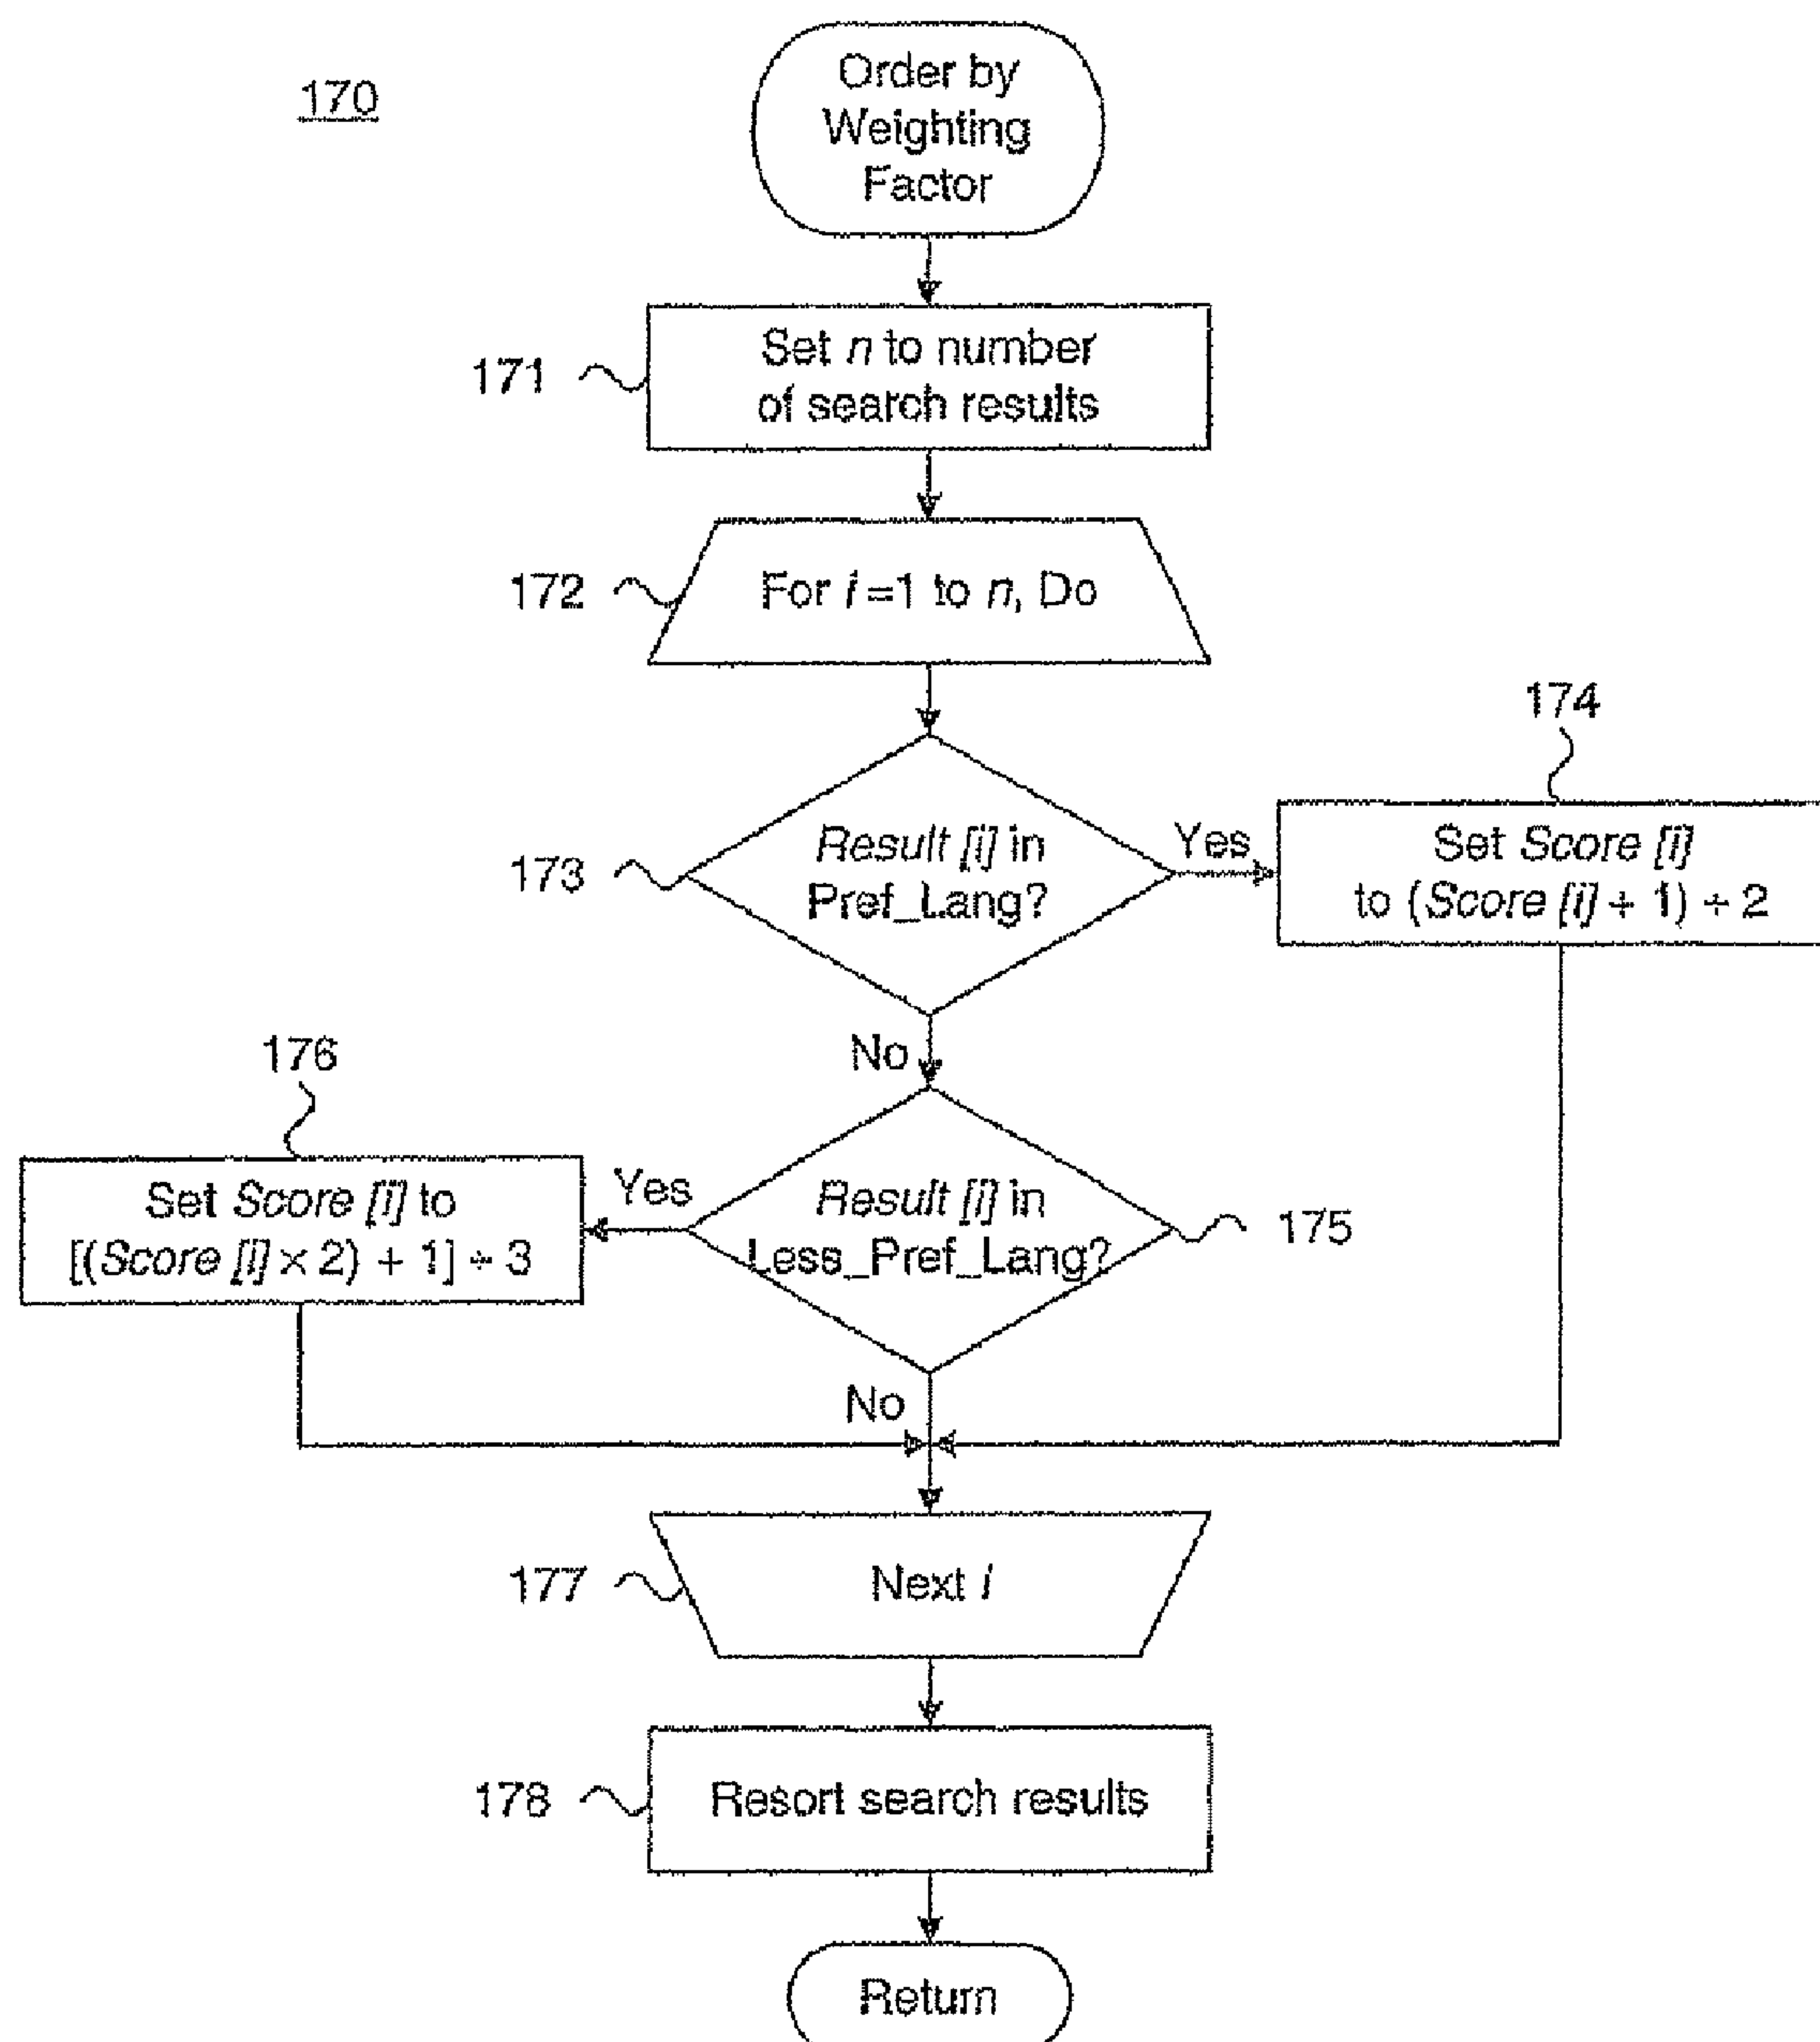 170
Order by
Weighting
Factor
171
Set n to number
of search results
172
For i =1 to n, Do
174
173
Result [i] in
Pref_Lang?
Yes
Set Score [i]
to (Score [i] + 1) ÷ 2
No
176
Set Score [i] to
[(Score [i] × 2) + 1] ÷ 3
Yes
Result [i] in
Less_Pref_Lang?
175
No
177
Next i
178
Resort search results
Return